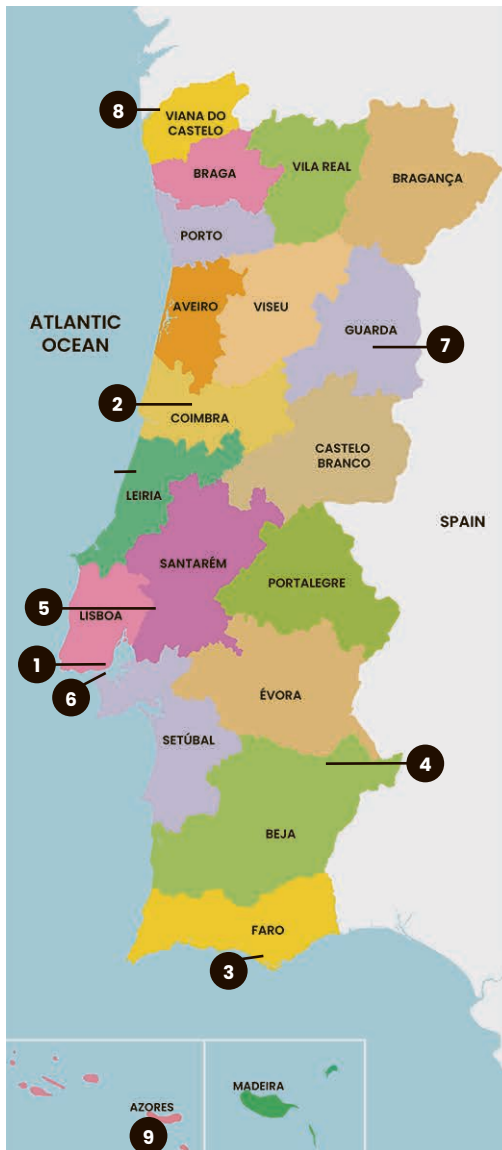 8
VIANA DO
CASTELO
BRAGA
VILA REAL
BRAGANÇA
PORTO
ATLANTIC
OCEAN
AVEIRO
VISEU
GUARDA
7
2
COIMBRA
CASTELO
BRANCO
LEIRIA
SPAIN
SANTARÉM
PORTALEGRE
5
LISBOA
1
6
ÉVORA
SETÚBAL
4
BEJA
FARO
3
MADEIRA
AZORES
9